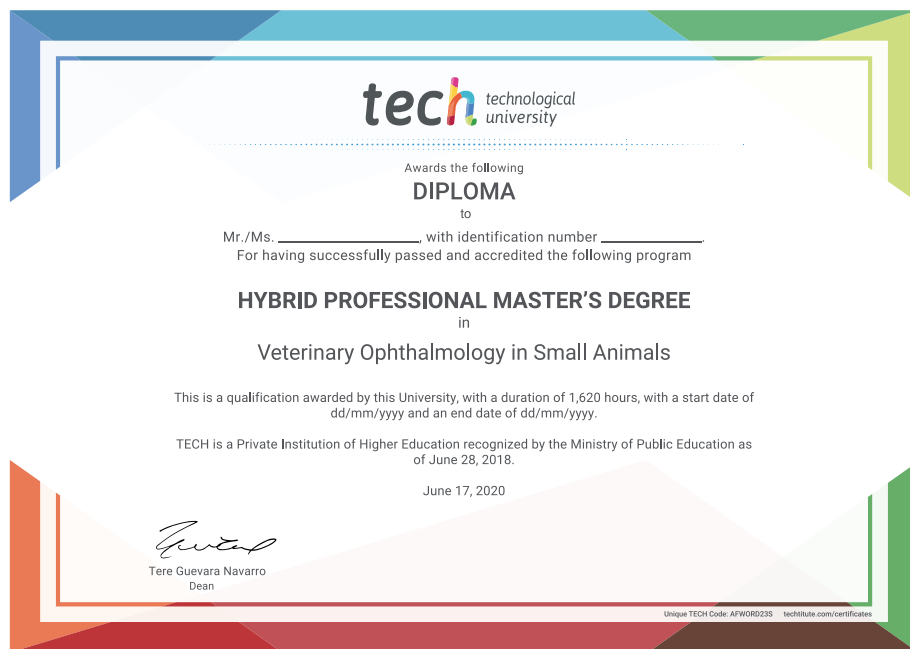 tech technological
university
Awards the following
DIPLOMA
to
Mr./Ms. ____________________, with identification number ______________.
For having successfully passed and accredited the following program
HYBRID PROFESSIONAL MASTER'S DEGREE
in
Veterinary Ophthalmology in Small Animals
This is a qualification awarded by this University, with a duration of 1,620 hours, with a start date of
dd/mm/yyyy and an end date of dd/mm/yyyy.
TECH is a Private Institution of Higher Education recognized by the Ministry of Public Education as
of June 28, 2018.
June 17, 2020
Tere Guevara Navarro
Dean
Unique TECH Code: AFWORD23S techtitute.com/certificates